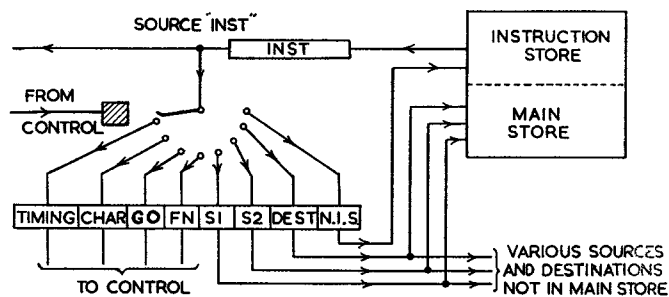 SOURCE "INST"
INST
INSTRUCTION
STORE
MAIN
STORE
FROM
CONTROL
TIMING CHAR GO FN S1 S2 DEST N.I.S.
TO CONTROL
VARIOUS SOURCES
AND DESTINATIONS
NOT IN MAIN STORE